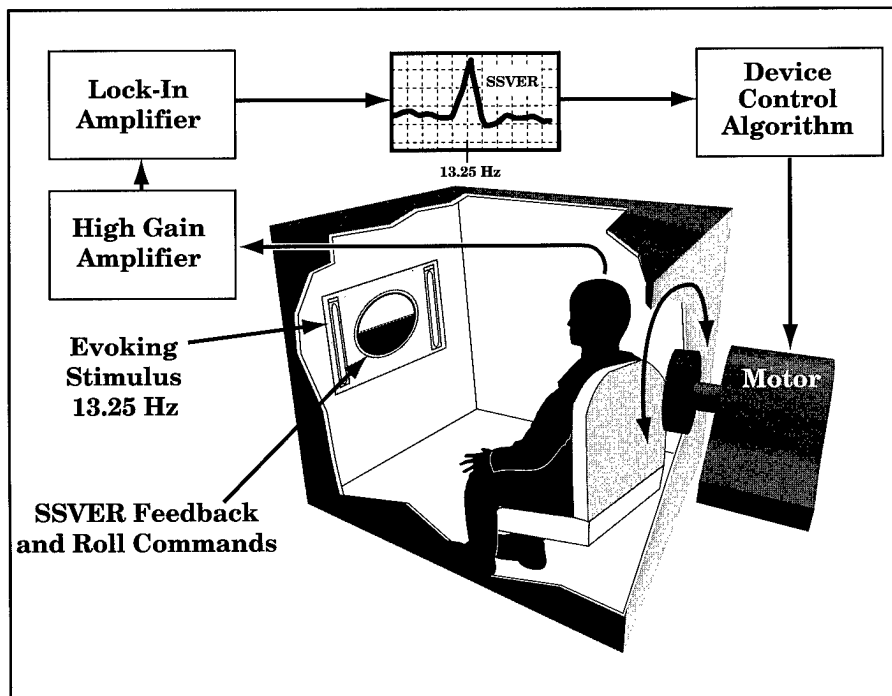 Lock-In
Amplifier
SSVER
13.25 Hz
Device
Control
Algorithm
High Gain
Amplifier
Evoking
Stimulus
13.25 Hz
Motor
SSVER Feedback
and Roll Commands